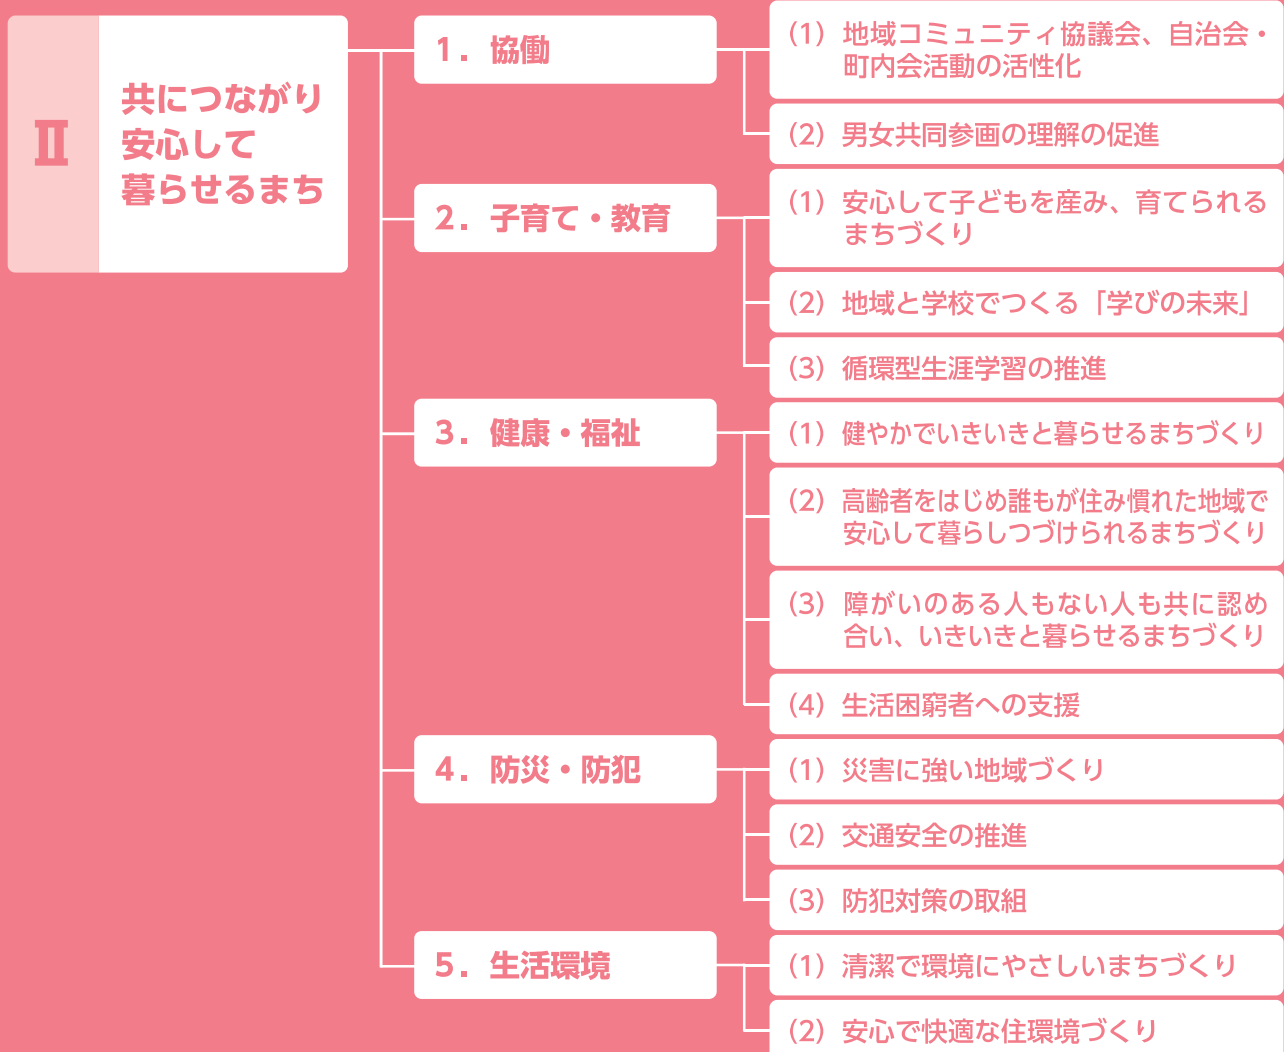 Ⅱ
共につながり
安心して
暮らせるまち
1. 協働
(1) 地域コミュニティ協議会、自治会・
町内会活動の活性化
(2) 男女共同参画の理解の促進
2. 子育て・教育
(1) 安心して子どもを産み、育てられる
まちづくり
(2) 地域と学校でつくる「学びの未来」
(3) 循環型生涯学習の推進
3. 健康・福祉
(1) 健やかでいきいきと暮らせるまちづくり
(2) 高齢者をはじめ誰もが住み慣れた地域で
安心して暮らしつづけられるまちづくり
(3) 障がいのある人もない人も共に認め
合い、いきいきと暮らせるまちづくり
(4) 生活困窮者への支援
4. 防災・防犯
(1) 災害に強い地域づくり
(2) 交通安全の推進
(3) 防犯対策の取組
5. 生活環境
(1) 清潔で環境にやさしいまちづくり
(2) 安心で快適な住環境づくり